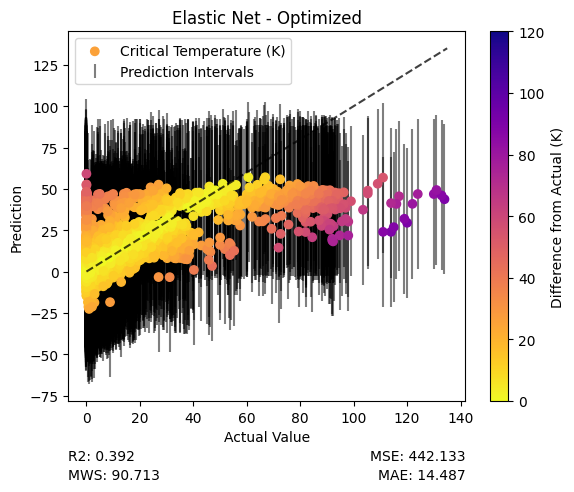 Elastic Net - Optimized
Critical Temperature (K)
Prediction Intervals
Prediction
125
100
75
50
25
0
−25
−50
−75
0
20
40
60
80
100
120
140
Actual Value
120
100
80
60
40
20
0
Difference from Actual (K)
R2: 0.392
MSE: 442.133
MWS: 90.713
MAE: 14.487